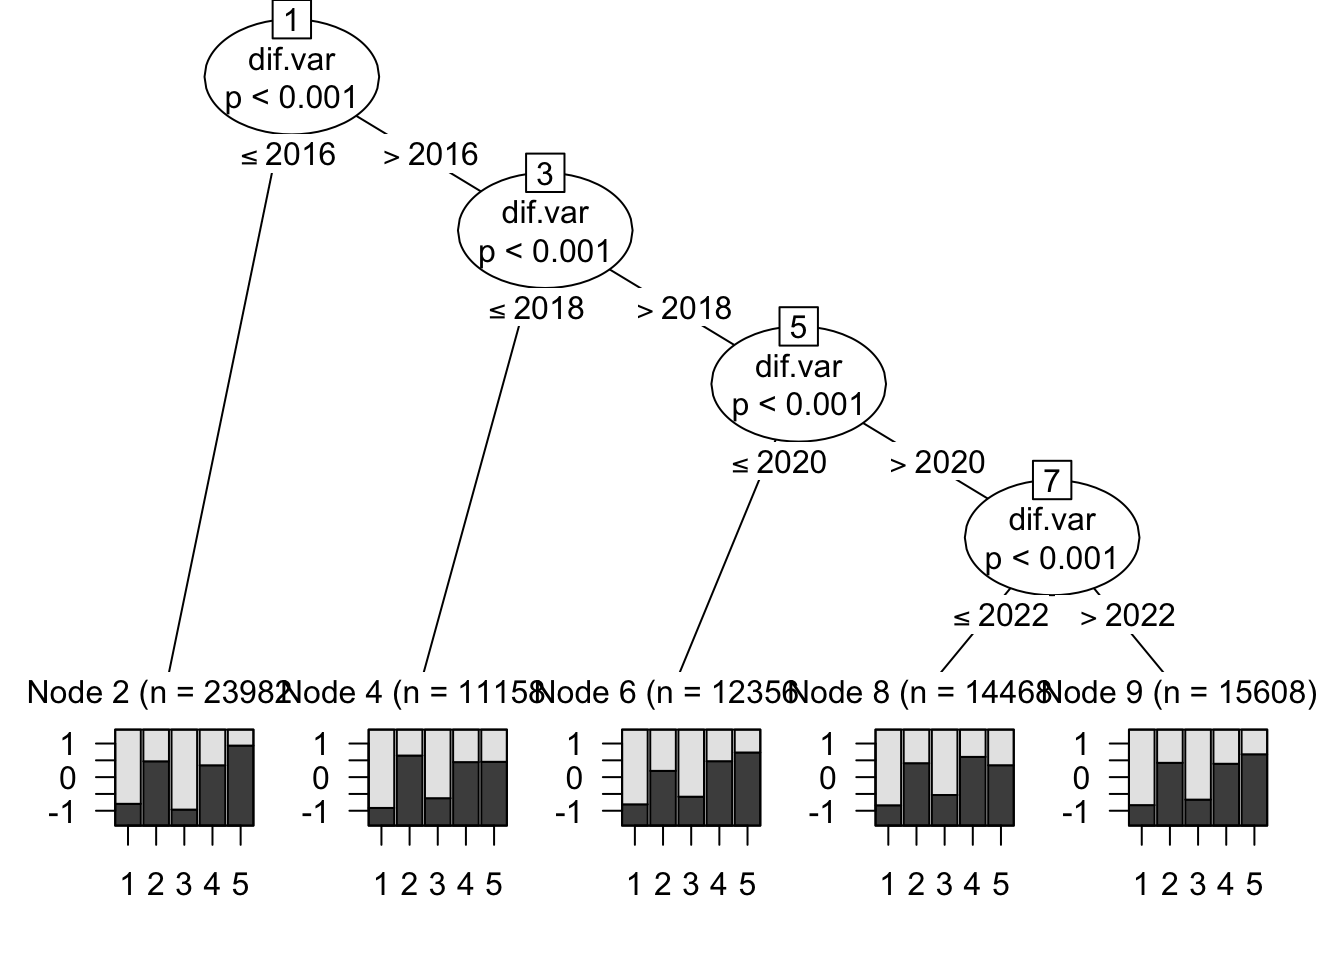 1
dif.var
p < 0.001
≤ 2016
> 2016
3
dif.var
p < 0.001
≤ 2018
> 2018
5
dif.var
p < 0.001
≤ 2020
> 2020
7
dif.var
p < 0.001
≤ 2022
> 2022
Node 2 (n = 23982
Node 4 (n = 11158
Node 6 (n = 12356
Node 8 (n = 14468
Node 9 (n = 15608)
1
0
-1
1 2 3 4 5
1
0
-1
1 2 3 4 5
1
0
-1
1 2 3 4 5
1
0
-1
1 2 3 4 5
1
0
-1
1 2 3 4 5